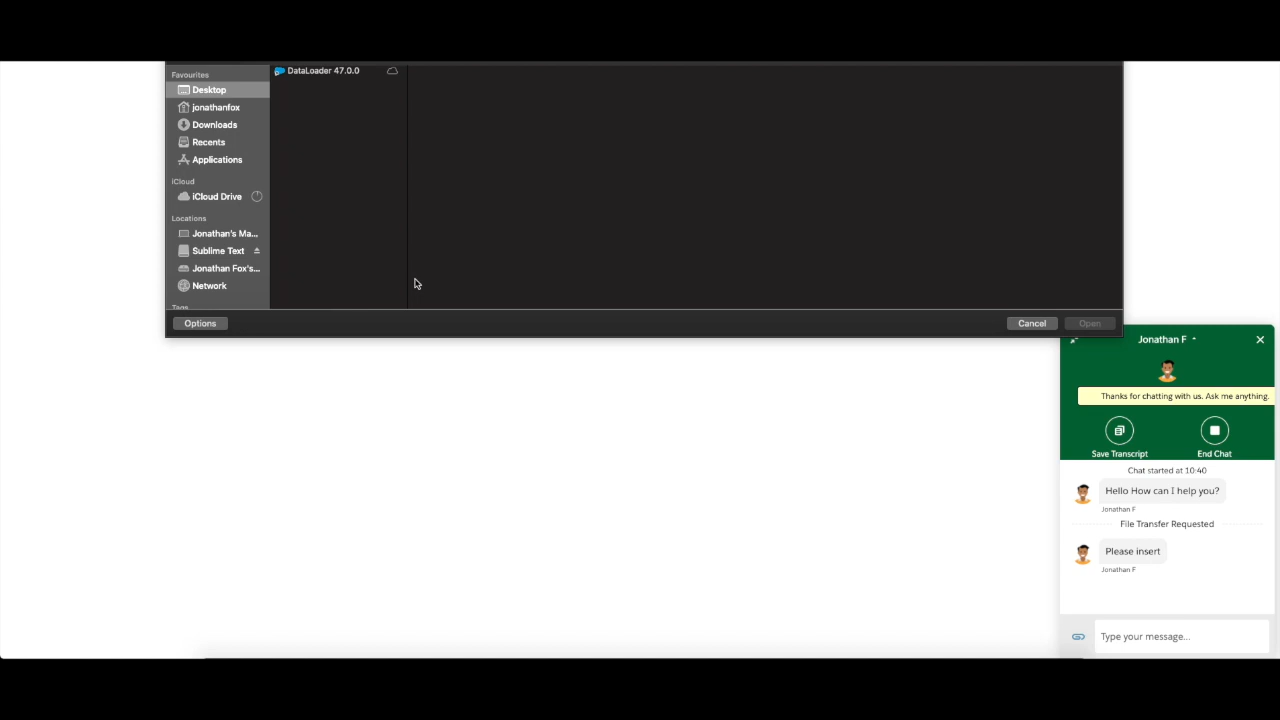 Favourites
DataLoader 47.0.0
Desktop
jonathanfox
Downloads
Recents
Applications
iCloud
iCloud Drive
Locations
Jonathan's Ma...
Sublime Text
Jonathan Fox's...
Network
Tags
Options
Cancel
Open
Jonathan F
Thanks for chatting with us. Ask me anything.
Save Transcript
End Chat
Chat started at 10:40
Hello How can I help you?
Jonathan F
File Transfer Requested
Please insert
Jonathan F
Type your message...